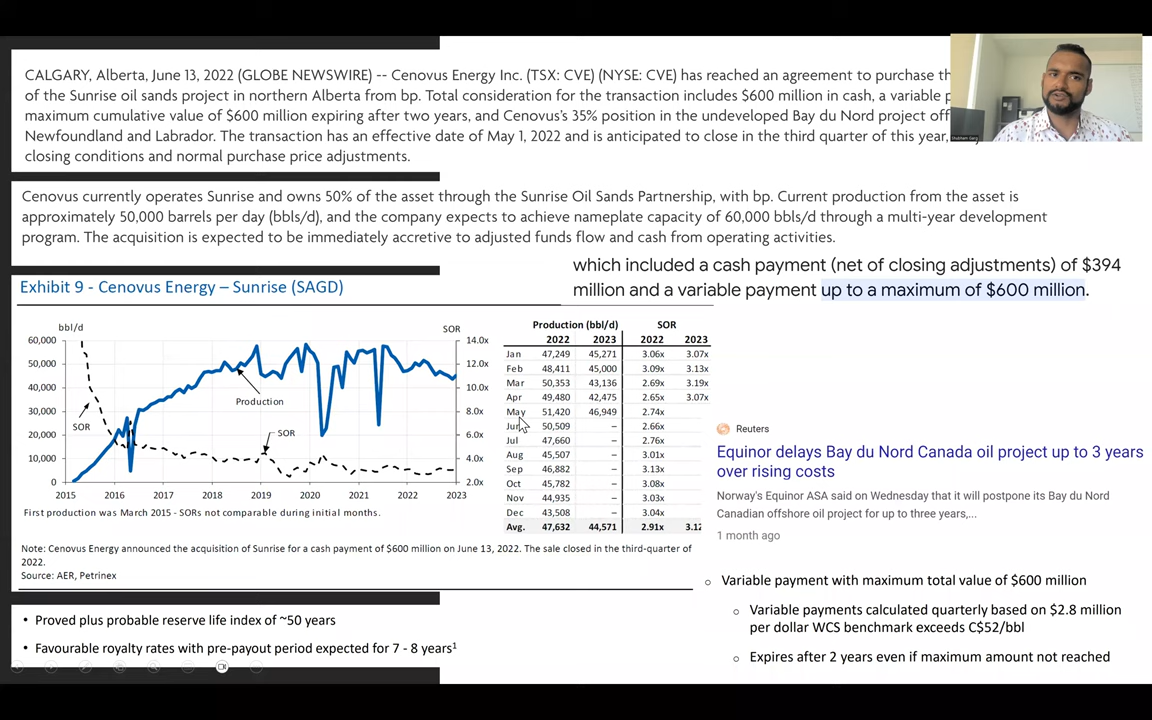 CALGARY, Alberta, June 13, 2022 (GLOBE NEWSWIRE) -- Cenovus Energy Inc. (TSX: CVE) (NYSE: CVE) has reached an agreement to purchase
of the Sunrise oil sands project in northern Alberta from bp. Total consideration for the transaction includes $600 million in cash, a variable
maximum cumulative value of $600 million expiring after two years, and Cenovus's 35% position in the undeveloped Bay du Nord project
Newfoundland and Labrador. The transaction has an effective date of May 1, 2022 and is anticipated to close in the third quarter of this year,
closing conditions and normal purchase price adjustments.
Cenovus currently operates Sunrise and owns 50% of the asset through the Sunrise Oil Sands Partnership, with bp. Current production from the asset is
approximately 50,000 barrels per day (bbls/d), and the company expects to achieve nameplate capacity of 60,000 bbls/d through a multi-year development
program. The acquisition is expected to be immediately accretive to adjusted funds flow and cash from operating activities.
which included a cash payment (net of closing adjustments) of $394
million and a variable payment up to a maximum of $600 million.
Exhibit 9 - Cenovus Energy – Sunrise (SAGD)
bbl/d SOR
60,000 14.0x
50,000 12.0x
40,000 10.0x
30,000 8.0x
20,000 6.0x
10,000 4.0x
0 2.0x
Production
SOR
SOR
2015 2016 2017 2018 2019 2020 2021 2022 2023
First production was March 2015 - SORs not comparable during initial months.
Production (bbl/d) SOR
2022 2023 2022 2023
Jan 47,249 45,271 3.06x 3.07x
Feb 48,411 45,000 3.09x 3.13x
Mar 50,353 43,136 2.69x 3.19x
Apr 49,480 42,475 2.65x 3.07x
May 51,420 46,949 2.74x
Jun 50,509 – 2.66x
Jul 47,660 – 2.76x
Aug 45,507 – 3.01x
Sep 46,882 – 3.13x
Oct 45,782 – 3.08x
Nov 44,935 – 3.03x
Dec 43,508 – 3.04x
Avg. 47,632 44,571 2.91x 3.12
Note: Cenovus Energy announced the acquisition of Sunrise for a cash payment of $600 million on June 13, 2022. The sale closed in the third-quarter of
2022.
Source: AER, Petrinex
Reuters
Equinor delays Bay du Nord Canada oil project up to 3 years
over rising costs
Norway's Equinor ASA said on Wednesday that it will postpone its Bay du Nord
Canadian offshore oil project for up to three years,...
1 month ago
• Proved plus probable reserve life index of ~50 years
• Favourable royalty rates with pre-payout period expected for 7 - 8 years¹
○ Variable payment with maximum total value of $600 million
○ Variable payments calculated quarterly based on $2.8 million
per dollar WCS benchmark exceeds C$52/bbl
○ Expires after 2 years even if maximum amount not reached